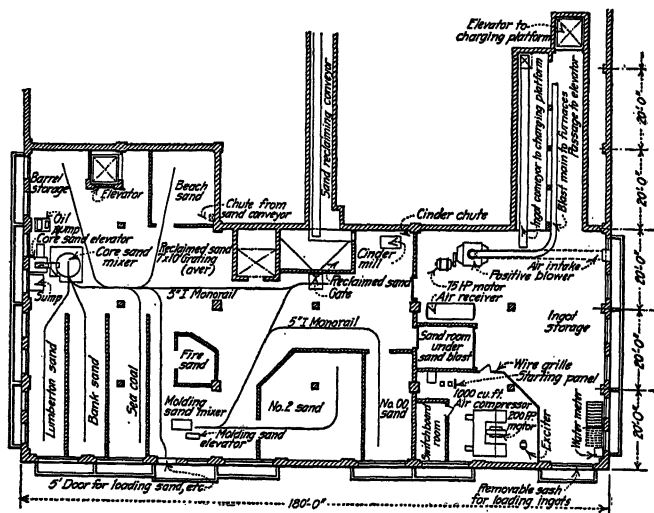 Elevator to
charging platform
Sand reclaiming conveyor
Ingot conveyor to charging platform
Blast main to furnaces
Passage to elevator
20'-0"
20'-0"
20'-0"
20'-0"
20'-0"
Barrel
storage
Elevator
Beach
sand
Chute from
sand conveyor
Oil
pump
Core sand elevator
Core sand
mixer
Reclaimed sand
7'x10' Grating
(over)
Cinder chute
Cinder
mill
Sump
Reclaimed sand
Gate
75 HP motor
Air receiver
Air intake
Positive blower
5" I Monorail
5" I Monorail
Ingot
storage
Sand room
under
sand blast
Wire grille
Starting panel
Fire
sand
Lumberton sand
Bank sand
Sea coal
Molding
sand mixer
Molding sand
elevator
No.2 sand
No.00 sand
1000 cu.ft.
Air compressor
200 HP
motor
Switchboard
room
Exciter
Water meter
5' Door for loading sand, etc.
Removable sash
for loading ingots
180'-0"